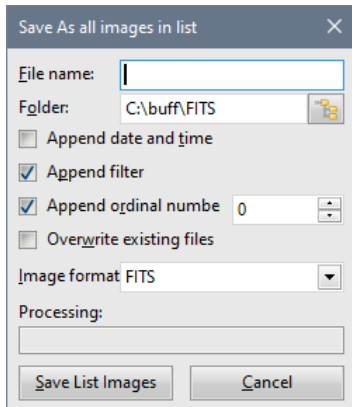 Save As all images in list
File name:
Folder: C:\buff\FITS
Append date and time
Append filter
Append ordinal numbe 0
Overwrite existing files
Image format FITS
Processing:
Save List Images Cancel